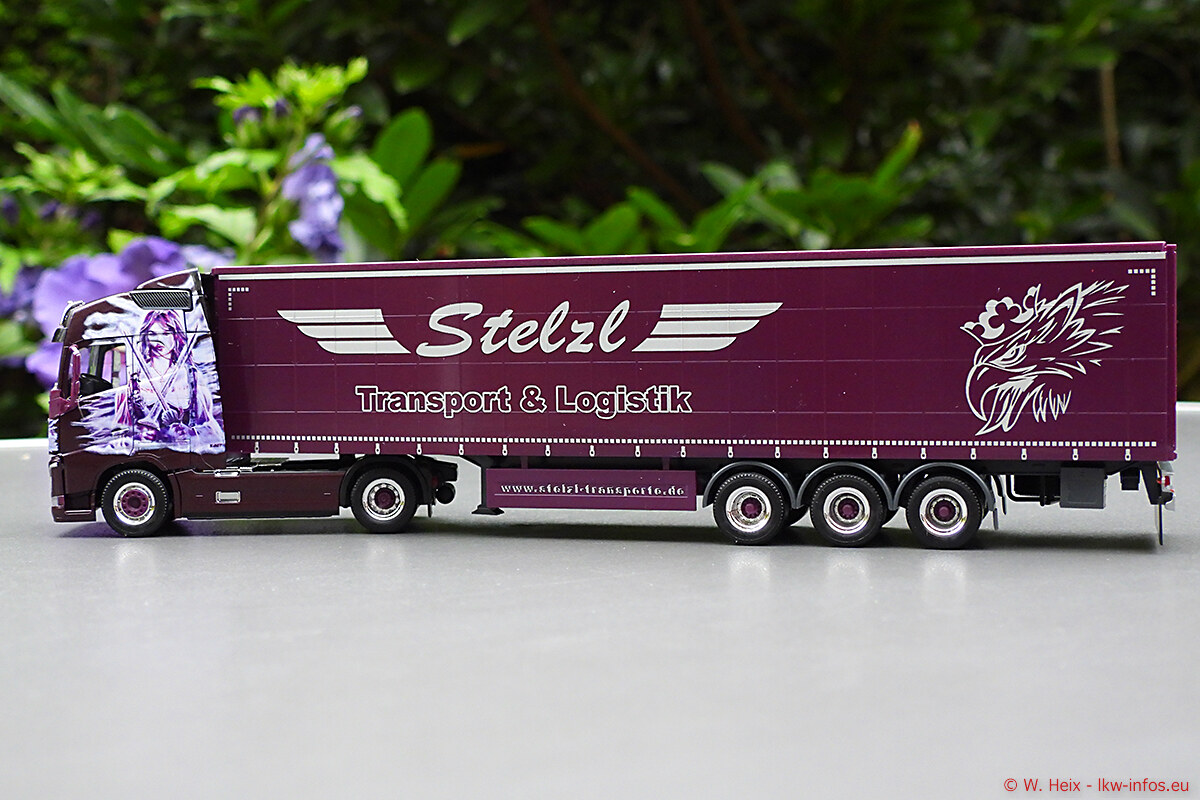 Stelzl
Transport & Logistik
www.stelzl-transporte.de
© W. Heix - lkw-infos.eu